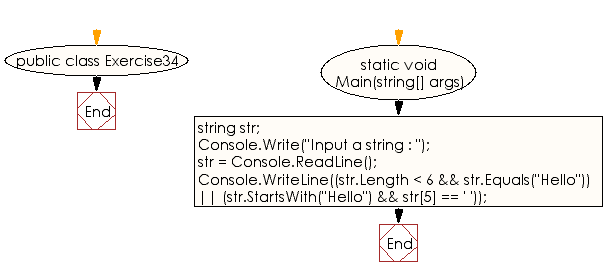 public class Exercise34
End
static void
Main(string[] args)
string str;
Console.Write("Input a string : ");
str = Console.ReadLine();
Console.WriteLine((str.Length < 6 && str.Equals("Hello"))
|| (str.StartsWith("Hello") && str[5] == ' '));
End